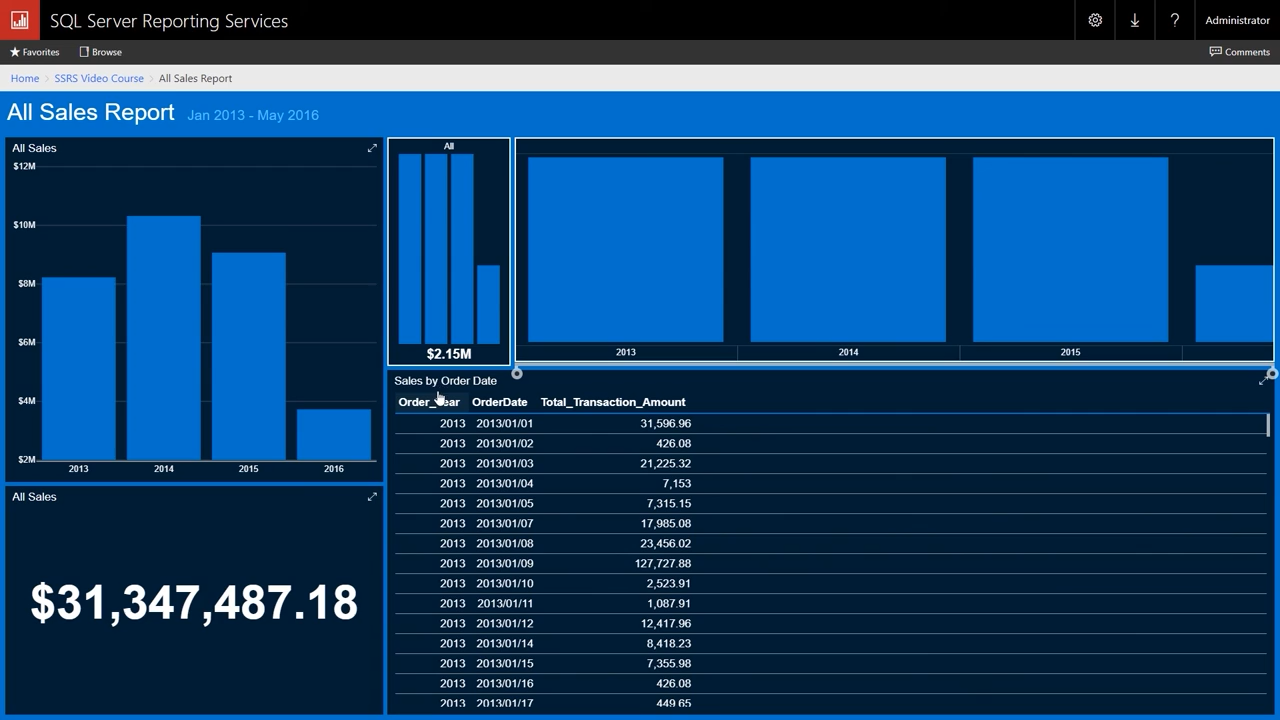 SQL Server Reporting Services
?
Administrator
Favorites
Browse
Comments
Home > SSRS Video Course > All Sales Report
All Sales Report Jan 2013 - May 2016
All Sales
$12M
$10M
$8M
$6M
$4M
$2M
2013 2014 2015 2016
All Sales
$31,347,487.18
All
$2.15M
2013 2014 2015
Sales by Order Date
Order_Year OrderDate Total_Transaction_Amount
2013 2013/01/01 31,596.96
2013 2013/01/02 426.08
2013 2013/01/03 21,225.32
2013 2013/01/04 7,153
2013 2013/01/05 7,315.15
2013 2013/01/07 17,985.08
2013 2013/01/08 23,456.02
2013 2013/01/09 127,727.88
2013 2013/01/10 2,523.91
2013 2013/01/11 1,087.91
2013 2013/01/12 12,417.96
2013 2013/01/14 8,418.23
2013 2013/01/15 7,355.98
2013 2013/01/16 426.08
2013 2013/01/17 449.65